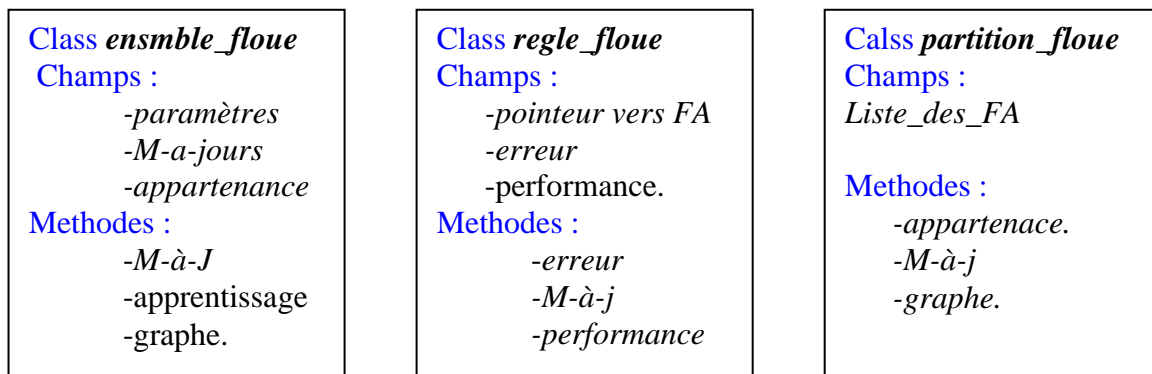 Class ensmble_floue
Champs :
-paramètres
-M-a-jours
-appartenance
Methodes :
-M-à-J
-apprentissage
-graphe.
Class regle_floue
Champs :
-pointeur vers FA
-erreur
-performance.
Methodes :
-erreur
-M-à-j
-performance
Calss partition_floue
Champs :
Liste_des_FA
Methodes :
-appartenace.
-M-à-j
-graphe.